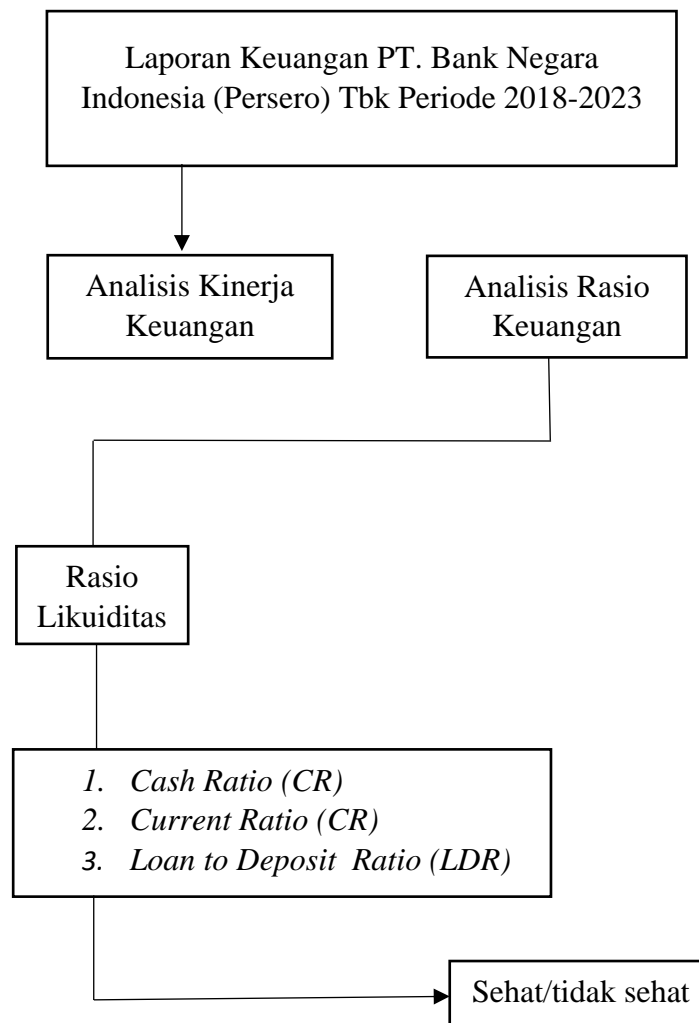 Laporan Keuangan PT. Bank Negara
Indonesia (Persero) Tbk Periode 2018-2023
Analisis Kinerja
Keuangan
Analisis Rasio
Keuangan
Rasio
Likuiditas
1. Cash Ratio (CR)
2. Current Ratio (CR)
3. Loan to Deposit Ratio (LDR)
Sehat/tidak sehat